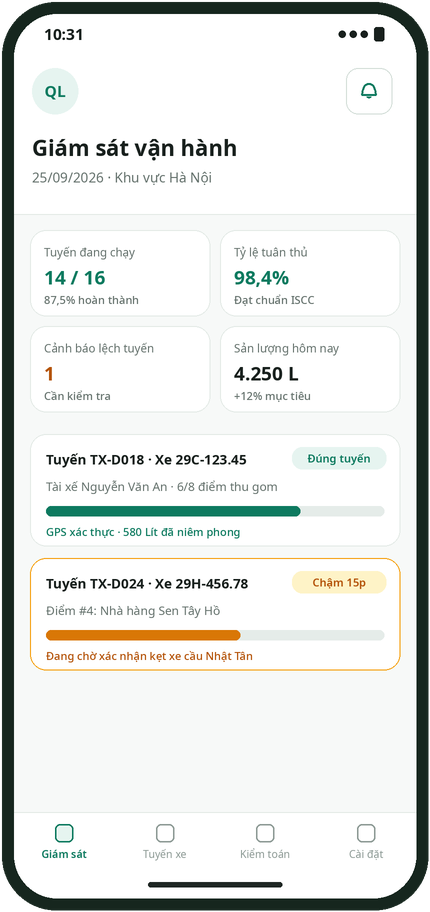 10:31
QL
Giám sát vận hành
25/09/2026 · Khu vực Hà Nội
Tuyến đang chạy
14 / 16
87,5% hoàn thành
Tỷ lệ tuân thủ
98,4%
Đạt chuẩn ISCC
Cảnh báo lệch tuyến
1
Cần kiểm tra
Sản lượng hôm nay
4.250 L
+12% mục tiêu
Tuyến TX-D018 · Xe 29C-123.45
Đúng tuyến
Tài xế Nguyễn Văn An · 6/8 điểm thu gom
GPS xác thực · 580 Lít đã niêm phong
Tuyến TX-D024 · Xe 29H-456.78
Chậm 15p
Điểm #4: Nhà hàng Sen Tây Hồ
Đang chờ xác nhận kẹt xe cầu Nhật Tân
Giám sát
Tuyến xe
Kiểm toán
Cài đặt